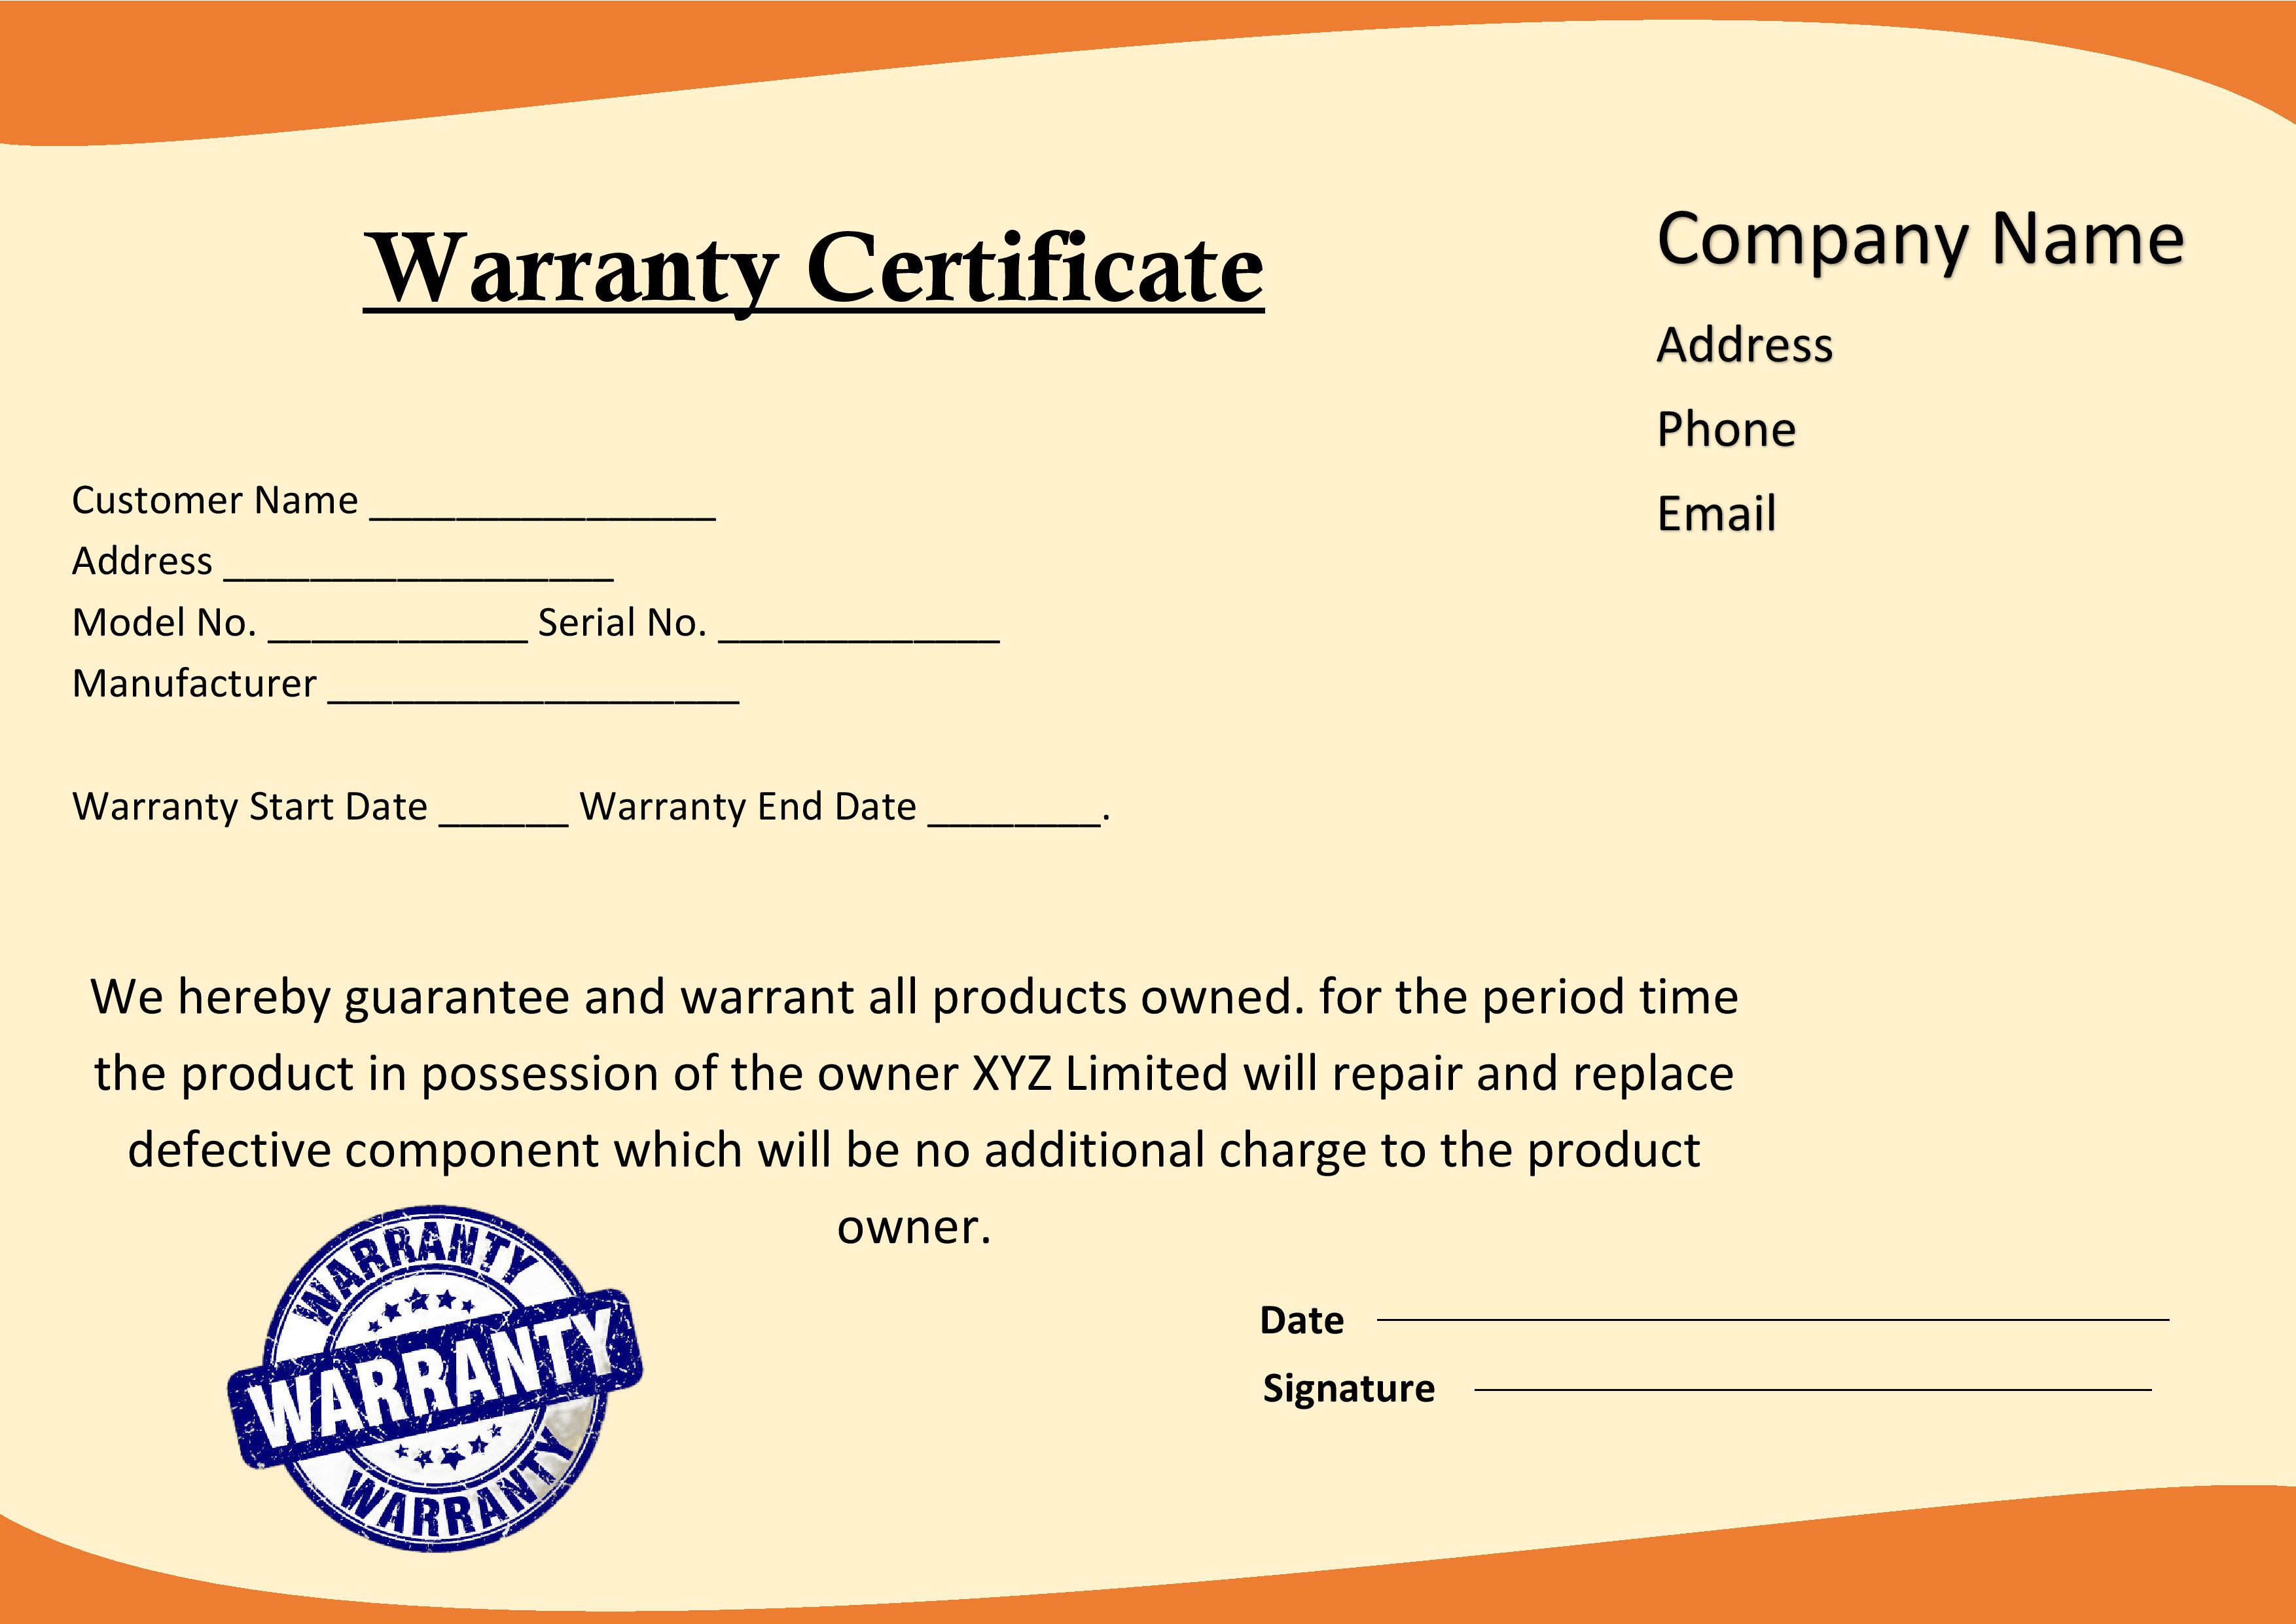 Warranty Certificate
Company Name
Address
Phone
Email
Customer Name ________________
Address __________________
Model No. ____________ Serial No. _____________
Manufacturer ___________________
Warranty Start Date ______ Warranty End Date ________.
We hereby guarantee and warrant all products owned. for the period time
the product in possession of the owner XYZ Limited will repair and replace
defective component which will be no additional charge to the product
owner.
WARRANTY
WARRANTY
WARRANTY
Date
Signature